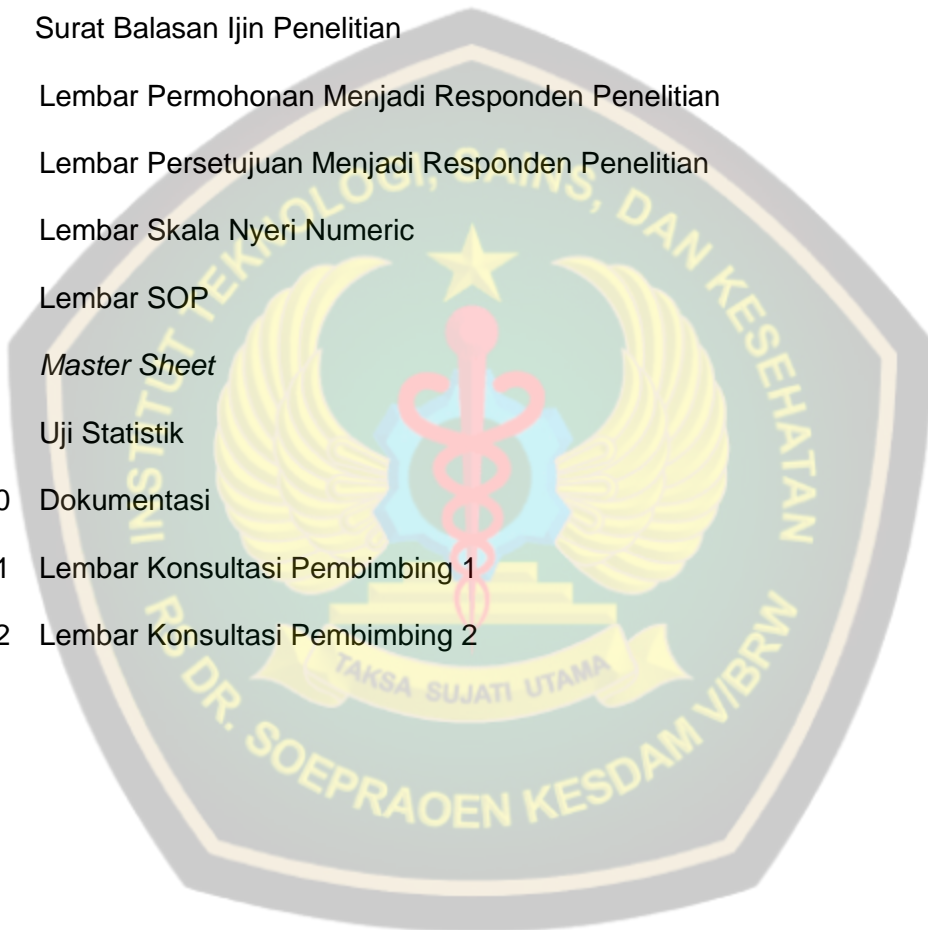 Surat Balasan Ijin Penelitian
Lembar Permohonan Menjadi Responden Penelitian
Lembar Persetujuan Menjadi Responden Penelitian
Lembar Skala Nyeri Numeric
Lembar SOP
Master Sheet
Uji Statistik
0 Dokumentasi
1 Lembar Konsultasi Pembimbing 1
2 Lembar Konsultasi Pembimbing 2
INSTITUT TEKNOLOGI, SAINS, DAN KESEHATAN
TAKSA SUJATI UTAMA
RS DR. SOEPRAOEN KESDAM V/BRW